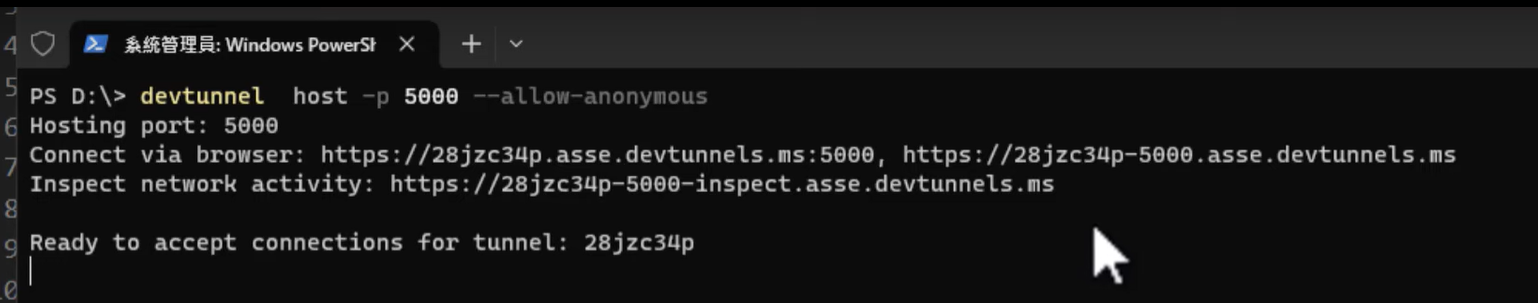 4
系統管理員: Windows PowerSh
5
PS D:\> devtunnel  host -p 5000 --allow-anonymous
6
Hosting port: 5000
7
Connect via browser: https://28jzc34p.asse.devtunnels.ms:5000, https://28jzc34p-5000.asse.devtunnels.ms
Inspect network activity: https://28jzc34p-5000-inspect.asse.devtunnels.ms
8
9
Ready to accept connections for tunnel: 28jzc34p